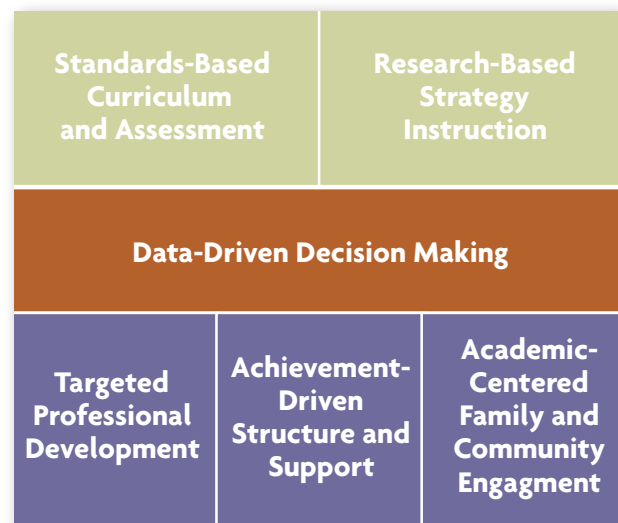 Standards-Based
Curriculum
and Assessment
Research-Based
Strategy
Instruction
Data-Driven Decision Making
Targeted
Professional
Development
Achievement-
Driven
Structure and
Support
Academic-
Centered
Family and
Community
Engagment